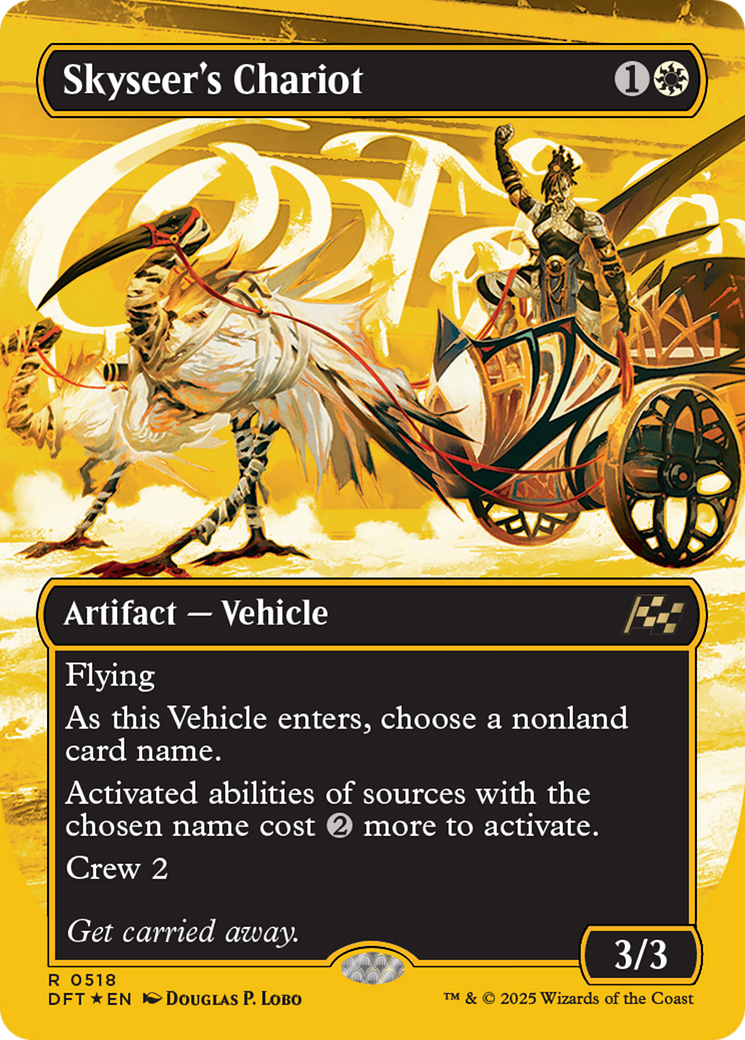 Skyseer's Chariot 1
Artifact — Vehicle
Flying
As this Vehicle enters, choose a nonland
card name.
Activated abilities of sources with the
chosen name cost 2 more to activate.
Crew 2
Get carried away.
3/3
R 0518
DFT★EN Douglas P. Lobo
™ & © 2025 Wizards of the Coast